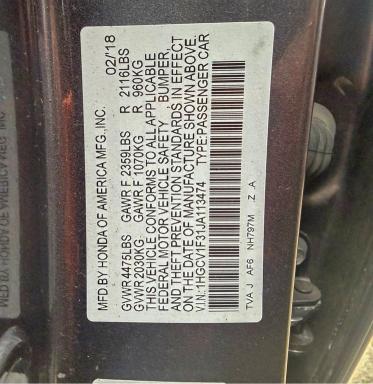 MFD BY HONDA OF AMERICA MFG.,INC. 02/18
GVWR 4475LBS GAWR F 2359LBS R 2116LBS
GVWR 2030KG GAWR F 1070KG R 960KG
THIS VEHICLE CONFORMS TO ALL APPLICABLE
FEDERAL MOTOR VEHICLE SAFETY BUMPER,
AND THEFT PREVENTION STANDARDS IN EFFECT
ON THE DATE OF MANUFACTURE SHOWN ABOVE.
V.I.N.:1HGCV1F31JA113474 TYPE:PASSENGER CAR
TVA J AF6 NH797M Z A